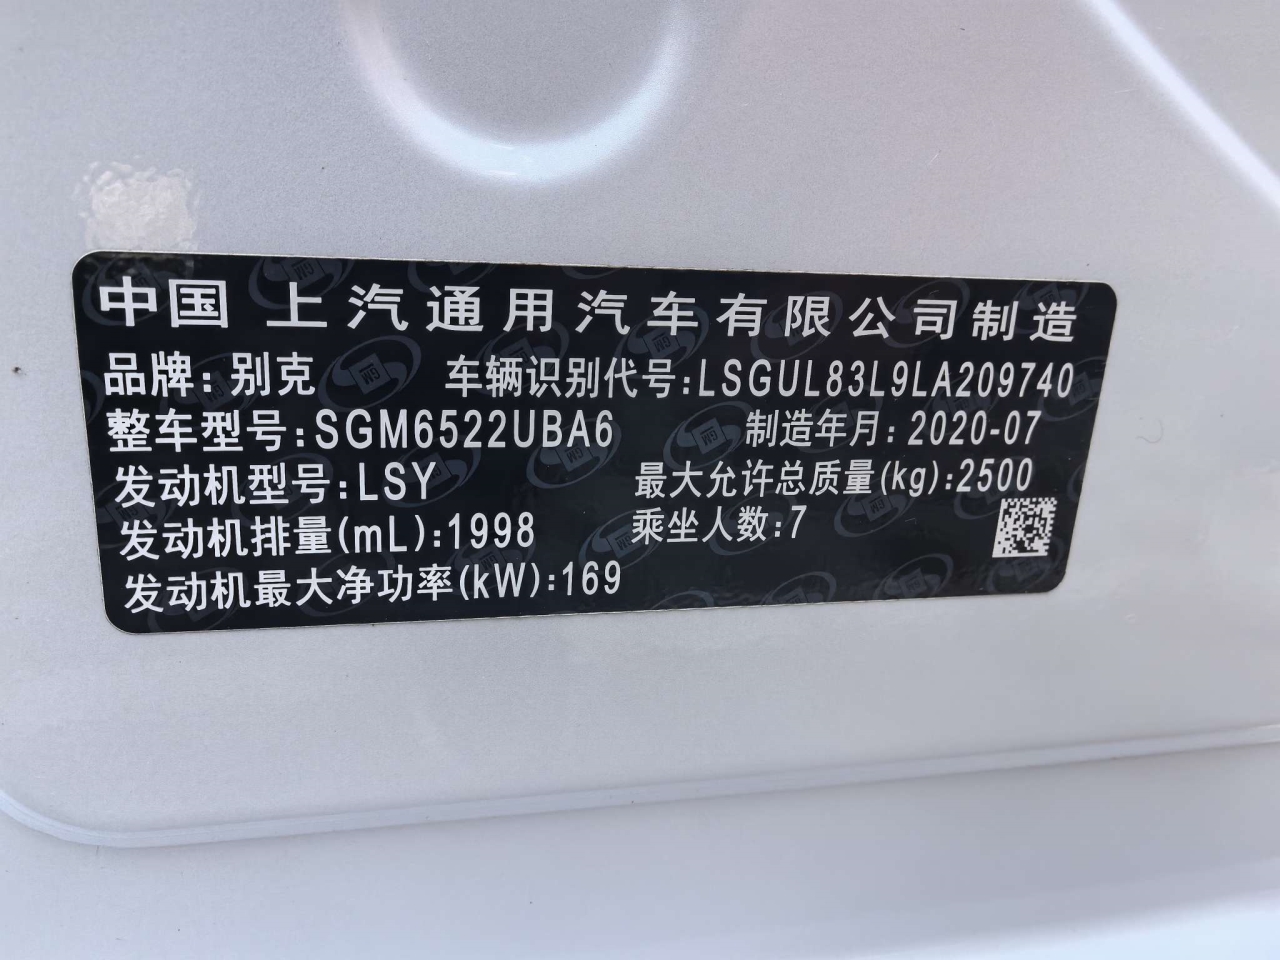 中国 上汽通用汽车有限公司制造
品牌:别克 车辆识别代号:LSGUL83L9LA209740
整车型号:SGM6522UBA6 制造年月:2020-07
发动机型号:LSY 最大允许总质量(kg):2500
发动机排量(mL):1998 乘坐人数:7
发动机最大净功率(kW):169